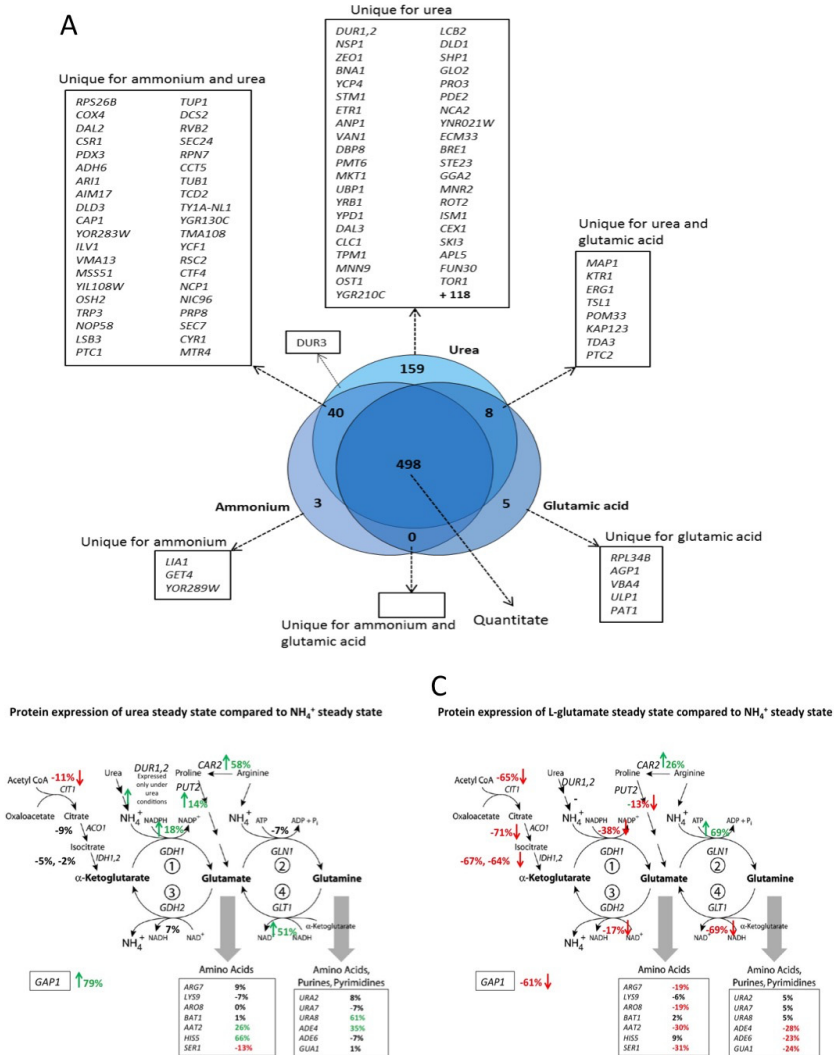 A
Unique for urea
DUR1,2 LCB2
NSP1 DLD1
ZEO1 SHP1
BNA1 GLO2
YCP4 PRO3
STM1 PDE2
ETR1 NCA2
ANP1 YNR021W
VAN1 ECM33
DBP8 BRE1
PMT6 STE23
MKT1 GGA2
UBP1 MNR2
YRB1 ROT2
YPD1 ISM1
DAL3 CEX1
CLC1 SKI3
TPM1 APL5
MNN9 FUN30
OST1 TOR1
YGR210C + 118
Unique for ammonium and urea
RPS26B TUP1
COX4 DCS2
DAL2 RVB2
CSR1 SEC24
PDX3 RPN7
ADH6 CCT5
ARI1 TUB1
AIM17 TCD2
DLD3 TY1A-NL1
CAP1 YGR130C
YOR283W TMA108
ILV1 YCF1
VMA13 RSC2
MSS51 CTF4
YIL108W NCP1
OSH2 NIC96
TRP3 PRP8
NOP58 SEC7
LSB3 CYR1
PTC1 MTR4
Unique for urea and
glutamic acid
MAP1
KTR1
ERG1
TSL1
POM33
KAP123
TDA3
PTC2
DUR3
Urea
159
40
8
498
Ammonium
3
5
Glutamic acid
0
Unique for ammonium
LIA1
GET4
YOR289W
Unique for glutamic acid
RPL34B
AGP1
VBA4
ULP1
PAT1
Unique for ammonium and
glutamic acid
Quantitate
Protein expression of urea steady state compared to NH₄⁺ steady state
Acetyl CoA
-11%
CIT1
Oxaloacetate
Citrate
-9%
ACO1
Isocitrate
-5%, -2%
IDH1,2
α-Ketoglutarate
Urea
DUR1,2
Expressed
only under
urea
conditions
Proline
CAR2
58%
Arginine
PUT2
14%
NH₄⁺
NADPH
NADP⁺
18%
GDH1
1
3
GDH2
7%
NH₄⁺
NADH
NAD⁺
Glutamate
NH₄⁺
ATP
-7%
ADP + Pᵢ
GLN1
2
4
GLT1
51%
NAD⁺
NADH
α-Ketoglutarate
Glutamine
GAP1
79%
Amino Acids
ARG7 9%
LYS9 -7%
ARO8 0%
BAT1 1%
AAT2 26%
HIS5 66%
SER1 -13%
Amino Acids,
Purines, Pyrimidines
URA2 8%
URA7 -7%
URA8 61%
ADE4 35%
ADE6 -7%
GUA1 1%
C
Protein expression of L-glutamate steady state compared to NH₄⁺ steady state
Acetyl CoA
-65%
CIT1
Oxaloacetate
Citrate
-71%
ACO1
Isocitrate
-67%, -64%
IDH1,2
α-Ketoglutarate
Urea
DUR1,2
-
Proline
CAR2
26%
Arginine
PUT2
-13%
NH₄⁺
NADPH
NADP⁺
-38%
GDH1
1
3
GDH2
-17%
NH₄⁺
NADH
NAD⁺
Glutamate
NH₄⁺
ATP
69%
ADP + Pᵢ
GLN1
2
4
GLT1
-69%
NAD⁺
NADH
α-Ketoglutarate
Glutamine
GAP1
-61%
Amino Acids
ARG7 -19%
LYS9 -6%
ARO8 -19%
BAT1 2%
AAT2 -30%
HIS5 9%
SER1 -31%
Amino Acids,
Purines, Pyrimidines
URA2 5%
URA7 5%
URA8 5%
ADE4 -28%
ADE6 -23%
GUA1 -24%